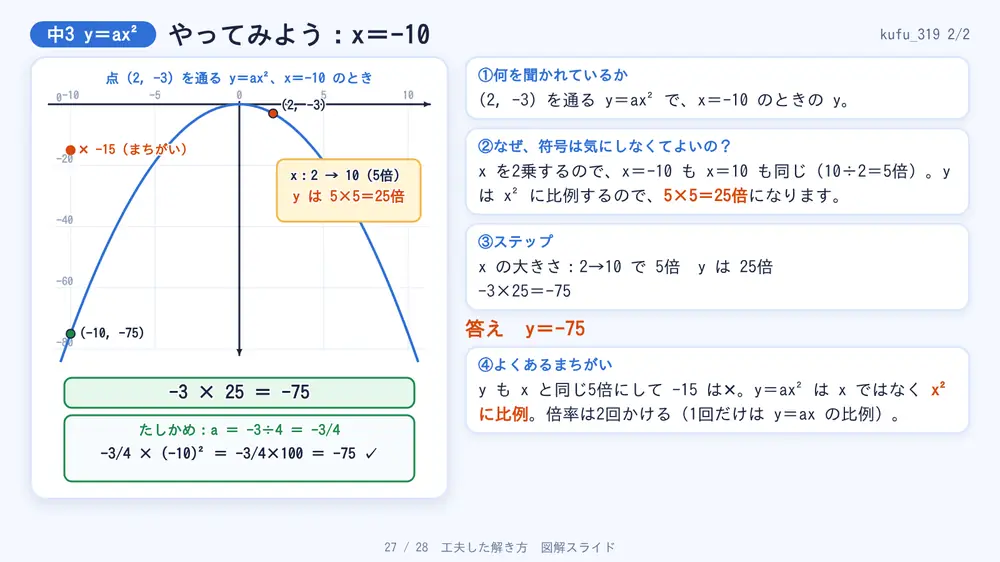 中3 y＝ax²
やってみよう：x＝-10
kufu_319 2/2
点（2, -3）を通る y＝ax²、x＝-10 のとき
0 -10 -5 0 5 10
(2, -3)
× -15（まちがい）
-20
x：2 → 10（5倍）
y は 5×5＝25倍
-40
-60
(-10, -75)
-80
-3 × 25 ＝ -75
たしかめ：a ＝ -3÷4 ＝ -3/4
-3/4 × (-10)² ＝ -3/4×100 ＝ -75 ✓
①何を聞かれているか
(2, -3) を通る y＝ax² で、x＝-10 のときの y。
②なぜ、符号は気にしなくてよいの？
x を2乗するので、x＝-10 も x＝10 も同じ（10÷2＝5倍）。y
は x² に比例するので、5×5＝25倍になります。
③ステップ
x の大きさ：2→10 で 5倍　y は 25倍
-3×25＝-75
答え　y＝-75
④よくあるまちがい
y も x と同じ5倍にして -15 は×。y＝ax² は x ではなく x²
に比例。倍率は2回かける（1回だけは y＝ax の比例）。
27 / 28　工夫した解き方　図解スライド